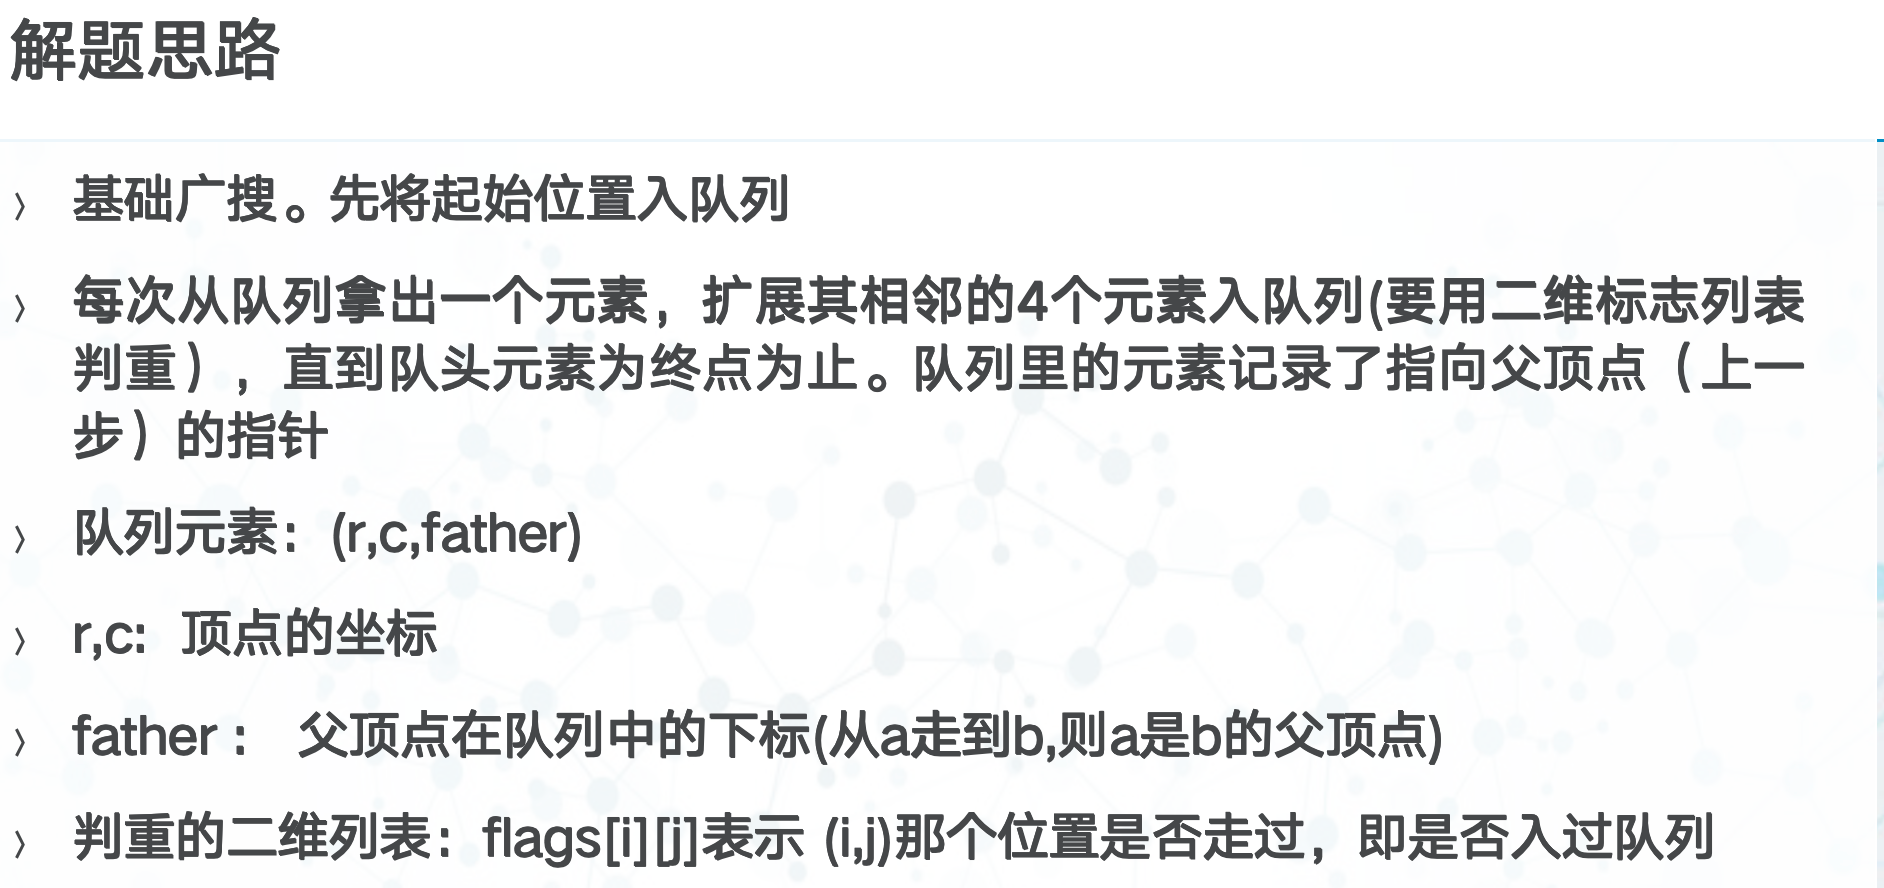 解题思路
〉 基础广搜。先将起始位置入队列
〉 每次从队列拿出一个元素，扩展其相邻的4个元素入队列(要用二维标志列表
判重），直到队头元素为终点为止。队列里的元素记录了指向父顶点（上一
步）的指针
〉 队列元素：(r,c,father)
〉 r,c: 顶点的坐标
〉 father： 父顶点在队列中的下标(从a走到b,则a是b的父顶点)
〉 判重的二维列表：flags[i][j]表示 (i,j)那个位置是否走过，即是否入过队列